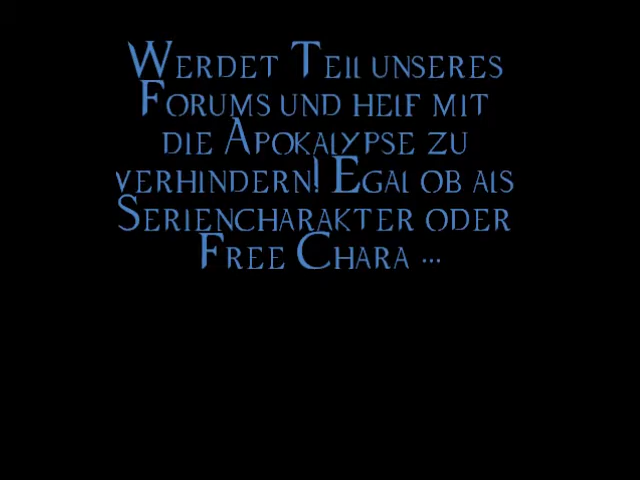 Werdet Teil unseres
Forums und helf mit
die Apokalypse zu
verhindern! Egal ob als
Seriencharakter oder
Free Chara ...